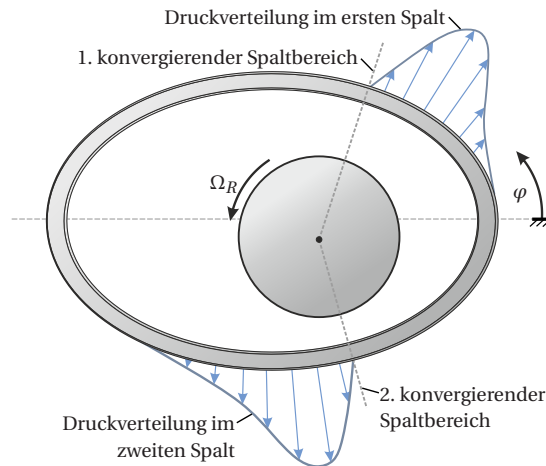 Druckverteilung im ersten Spalt
1. konvergierender Spaltbereich
Ω_R
φ
2. konvergierender
Spaltbereich
Druckverteilung im
zweiten Spalt